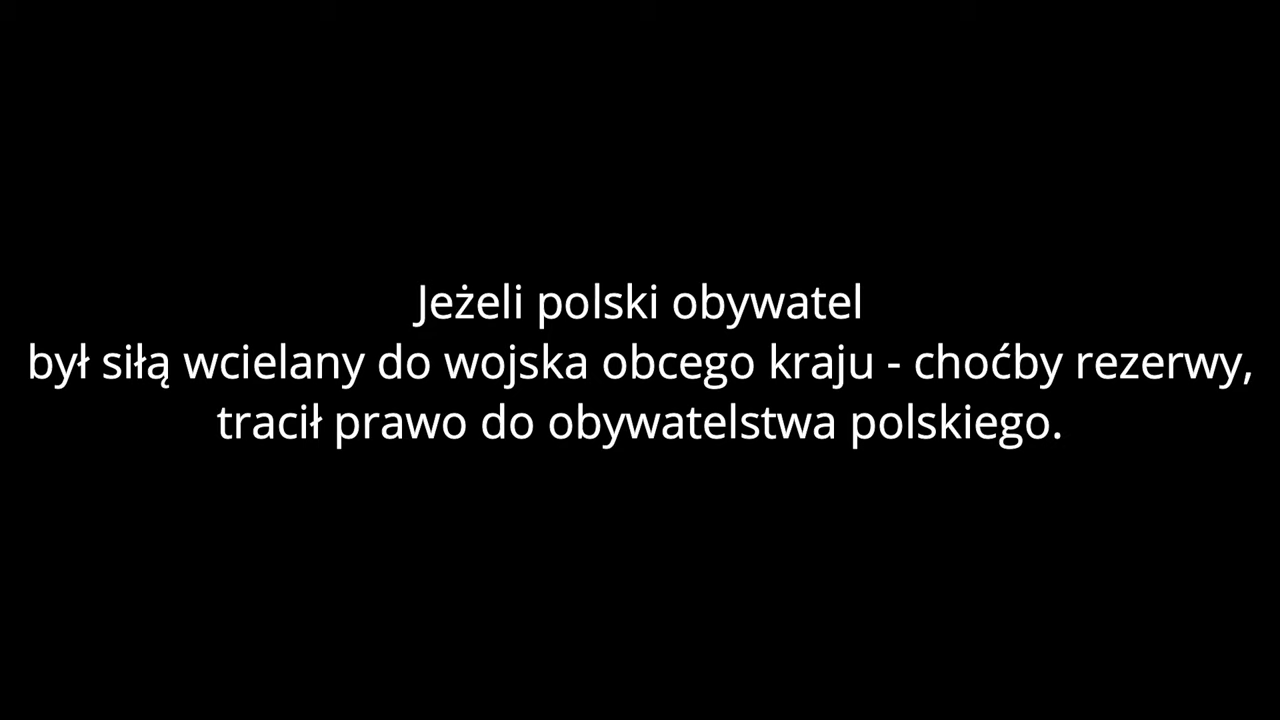 Jeżeli polski obywatel
był siłą wcielany do wojska obcego kraju - choćby rezerwy,
tracił prawo do obywatelstwa polskiego.